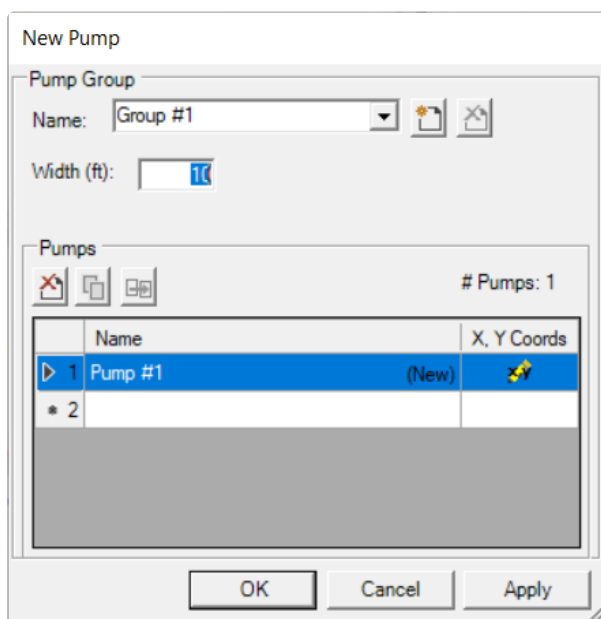 New Pump
Pump Group
Name: Group #1
Width (ft): 10
Pumps
# Pumps: 1
Name X, Y Coords
1 Pump #1 (New) XY
* 2
OK Cancel Apply